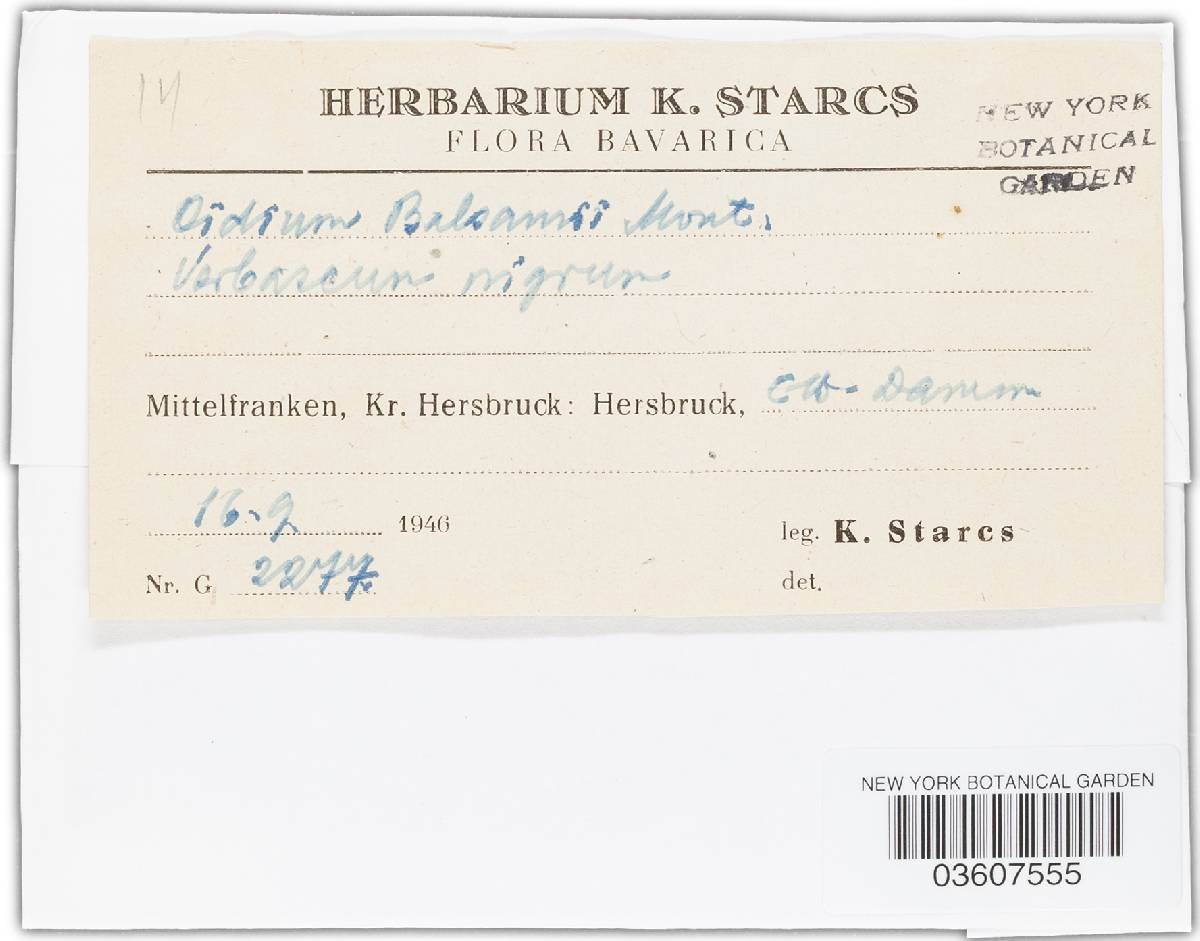 14
HERBARIUM K. STARCS
FLORA BAVARICA
NEW YORK
BOTANICAL
GARDEN
Oidium Balsamii Mont.
Verbascum nigrum
Mittelfranken, Kr. Hersbruck: Hersbruck,
16.9 1946
leg. K. Starcs
Nr. G 2277
det.
NEW YORK BOTANICAL GARDEN
03607555